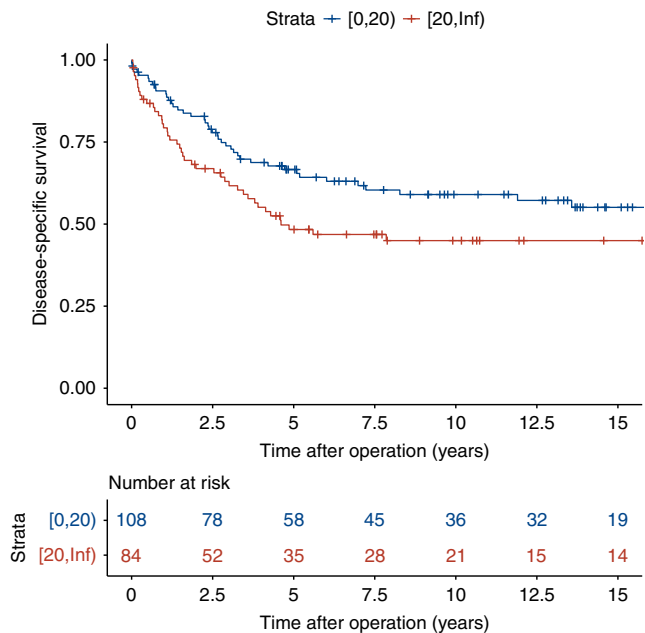 Strata [0,20) [20,Inf)
1.00
0.75
0.50
0.25
0.00
Disease-specific survival
0 2.5 5 7.5 10 12.5 15
Time after operation (years)
Number at risk
Strata
[0,20) 108 78 58 45 36 32 19
[20,Inf) 84 52 35 28 21 15 14
0 2.5 5 7.5 10 12.5 15
Time after operation (years)